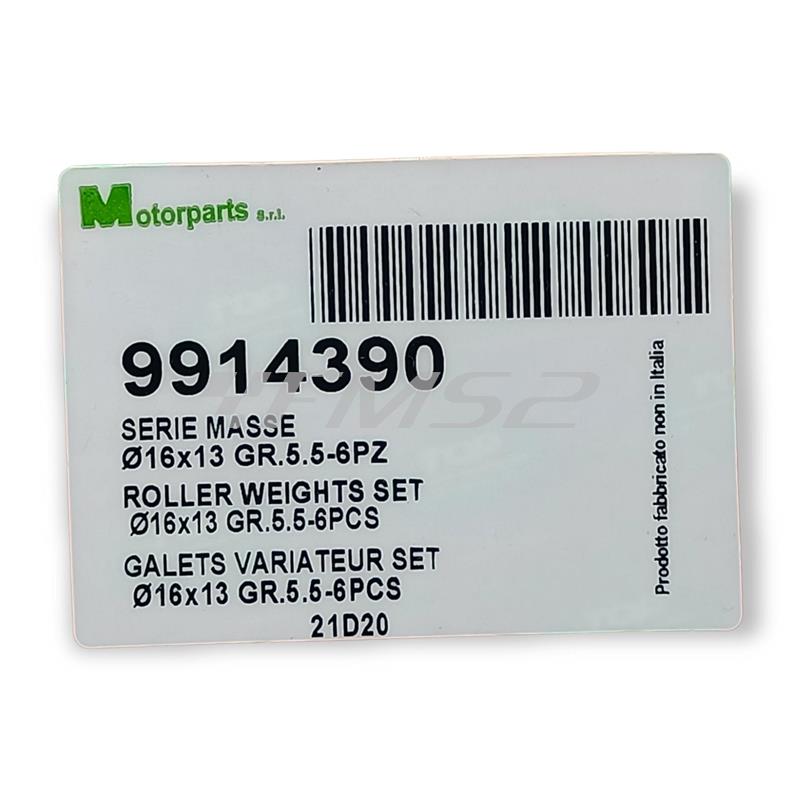 Motorparts s.r.l.
9914390
SERIE MASSE
Ø16x13 GR.5.5-6PZ
ROLLER WEIGHTS SET
Ø16x13 GR.5.5-6PCS
GALETS VARIATEUR SET
Ø16x13 GR.5.5-6PCS
21D20
Prodotto fabbricato non in Italia